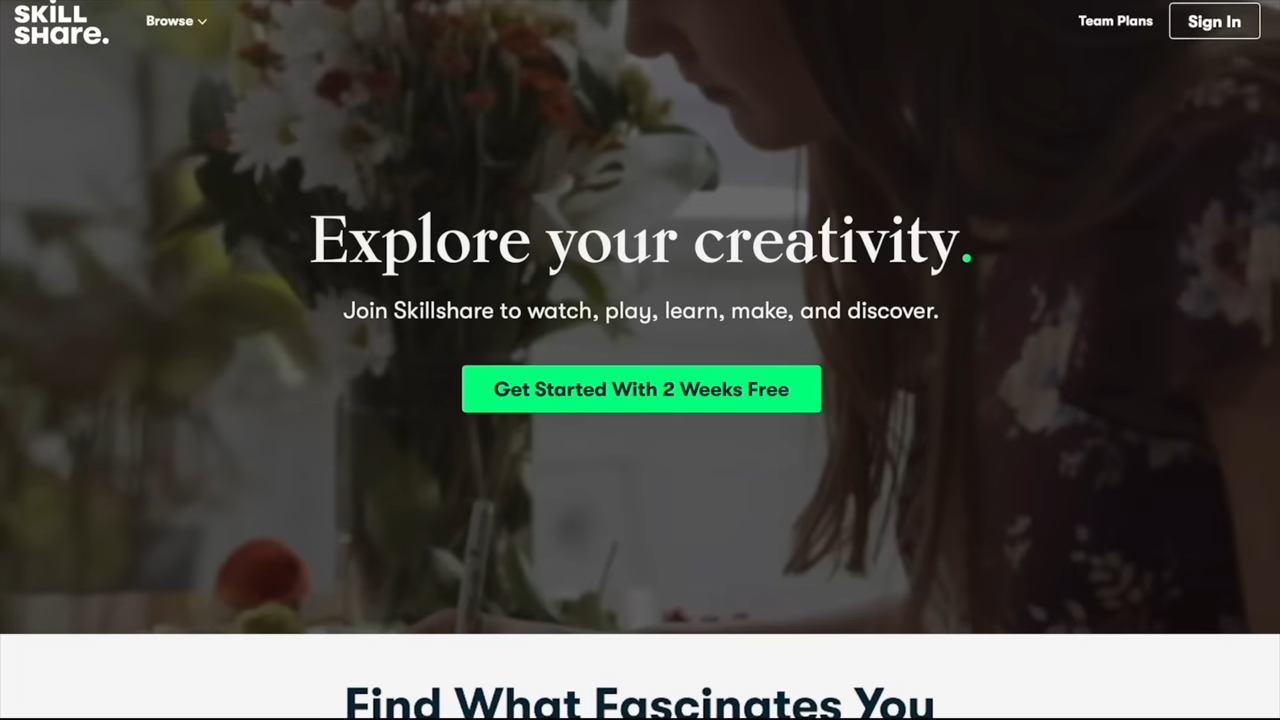 SKiLL
SHare.
Browse
Team Plans
Sign In
Explore your creativity.
Join Skillshare to watch, play, learn, make, and discover.
Get Started With 2 Weeks Free
Find What Fascinates You